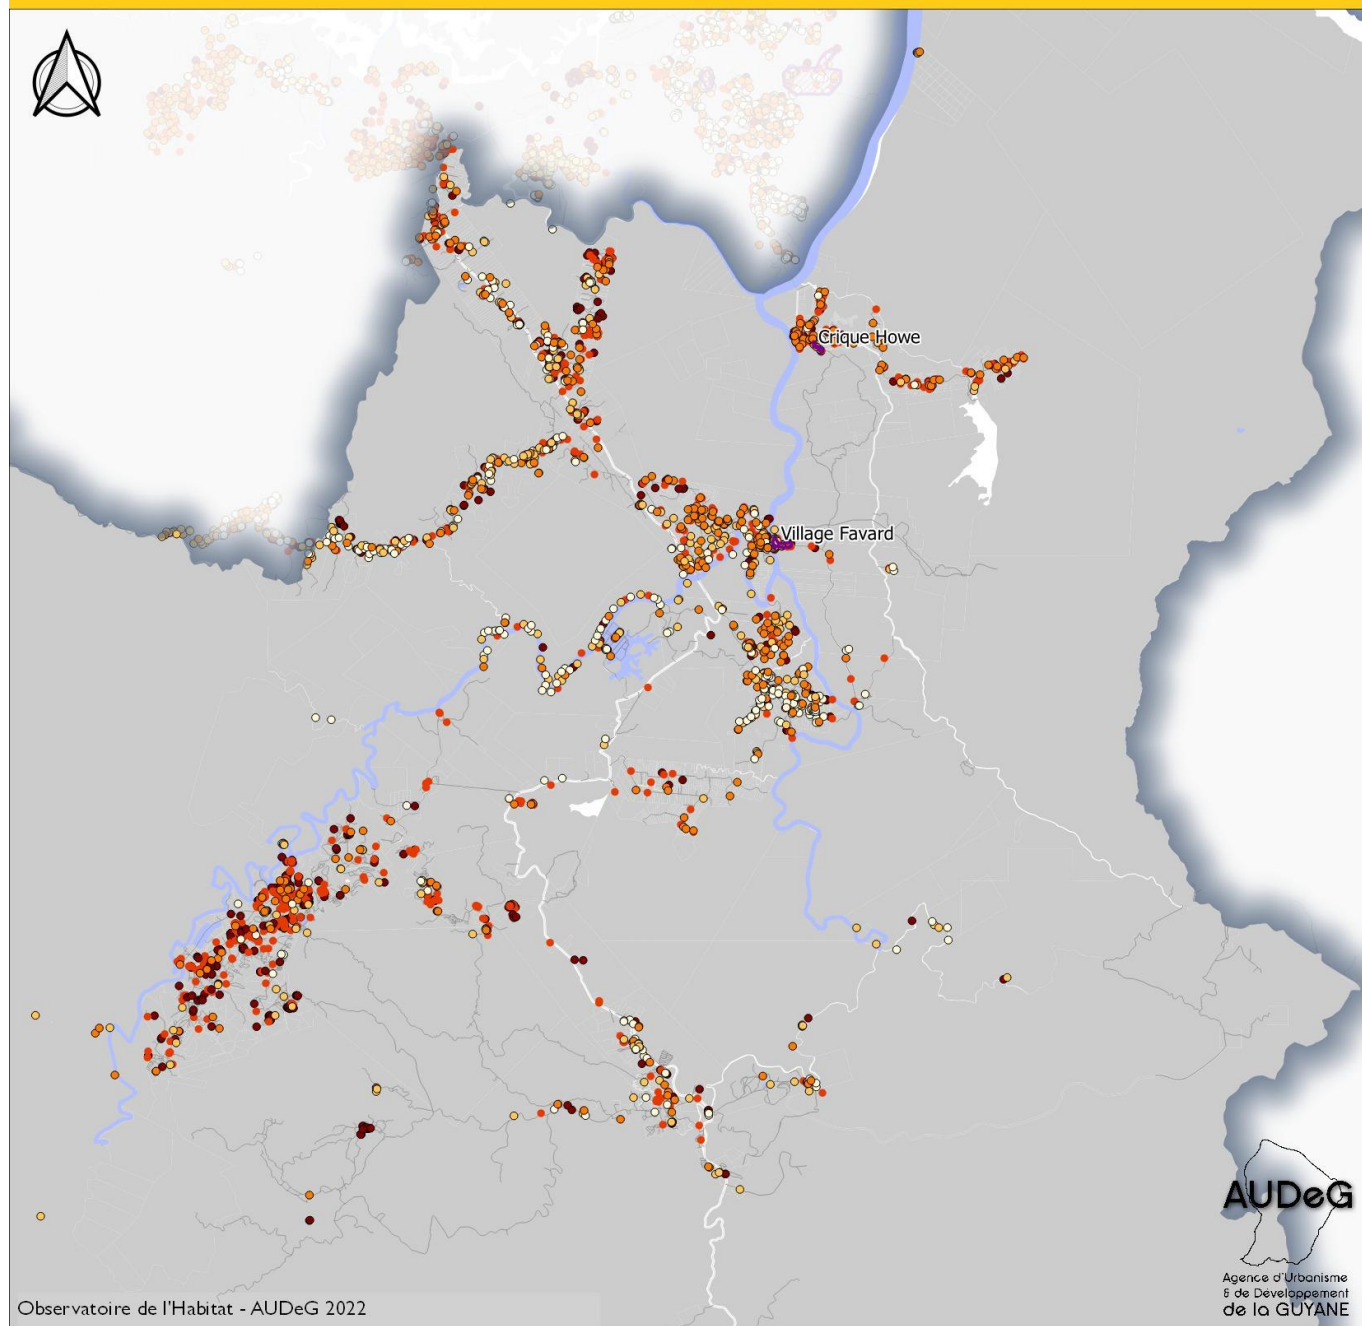 Crique Howe
Village Favard
AUDeG
Agence d'Urbanisme
& de Développement
de la GUYANE
Observatoire de l'Habitat - AUDeG 2022